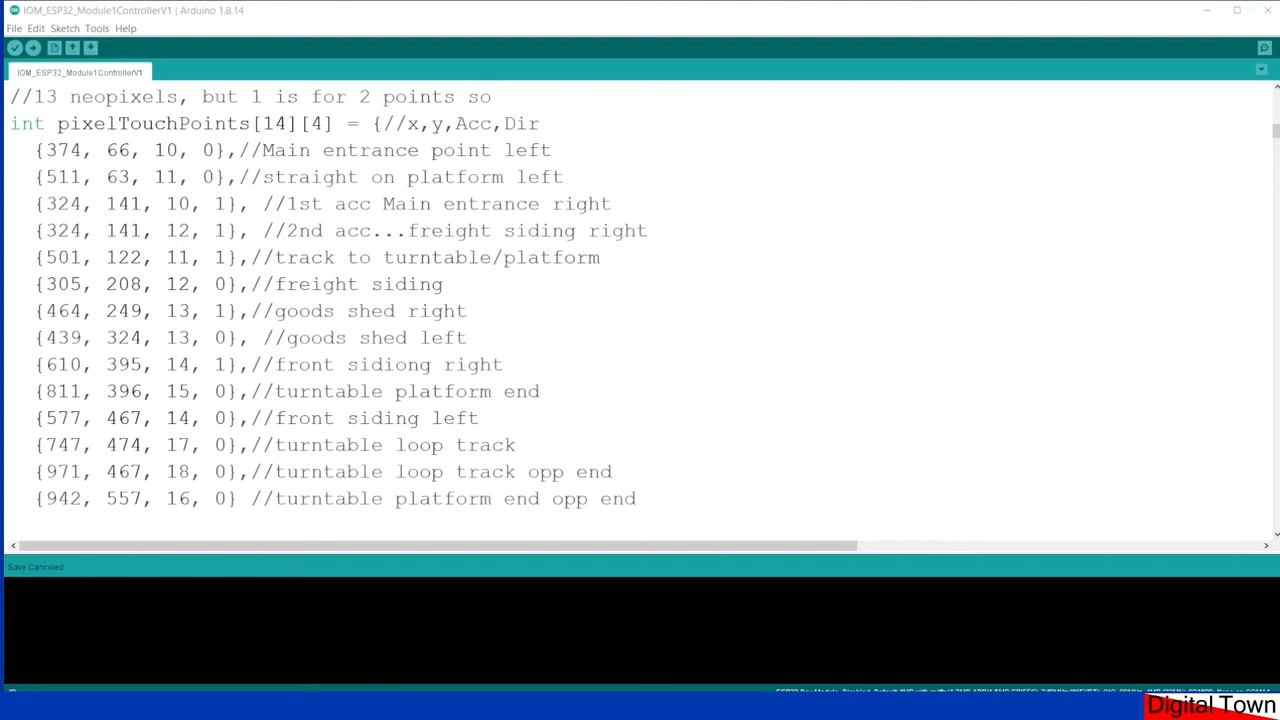 IOM_ESP32_Module1ControllerV1 | Arduino 1.8.14
File Edit Sketch Tools Help
IOM_ESP32_Module1ControllerV1
//13 neopixels, but 1 is for 2 points so
int pixelTouchPoints[14][4] = {//x,y,Acc,Dir
{374, 66, 10, 0},//Main entrance point left
{511, 63, 11, 0},//straight on platform left
{324, 141, 10, 1}, //1st acc Main entrance right
{324, 141, 12, 1}, //2nd acc...freight siding right
{501, 122, 11, 1},//track to turntable/platform
{305, 208, 12, 0},//freight siding
{464, 249, 13, 1},//goods shed right
{439, 324, 13, 0}, //goods shed left
{610, 395, 14, 1},//front sidiong right
{811, 396, 15, 0},//turntable platform end
{577, 467, 14, 0},//front siding left
{747, 474, 17, 0},//turntable loop track
{971, 467, 18, 0},//turntable loop track opp end
{942, 557, 16, 0} //turntable platform end opp end
Save Canceled
Digital Town